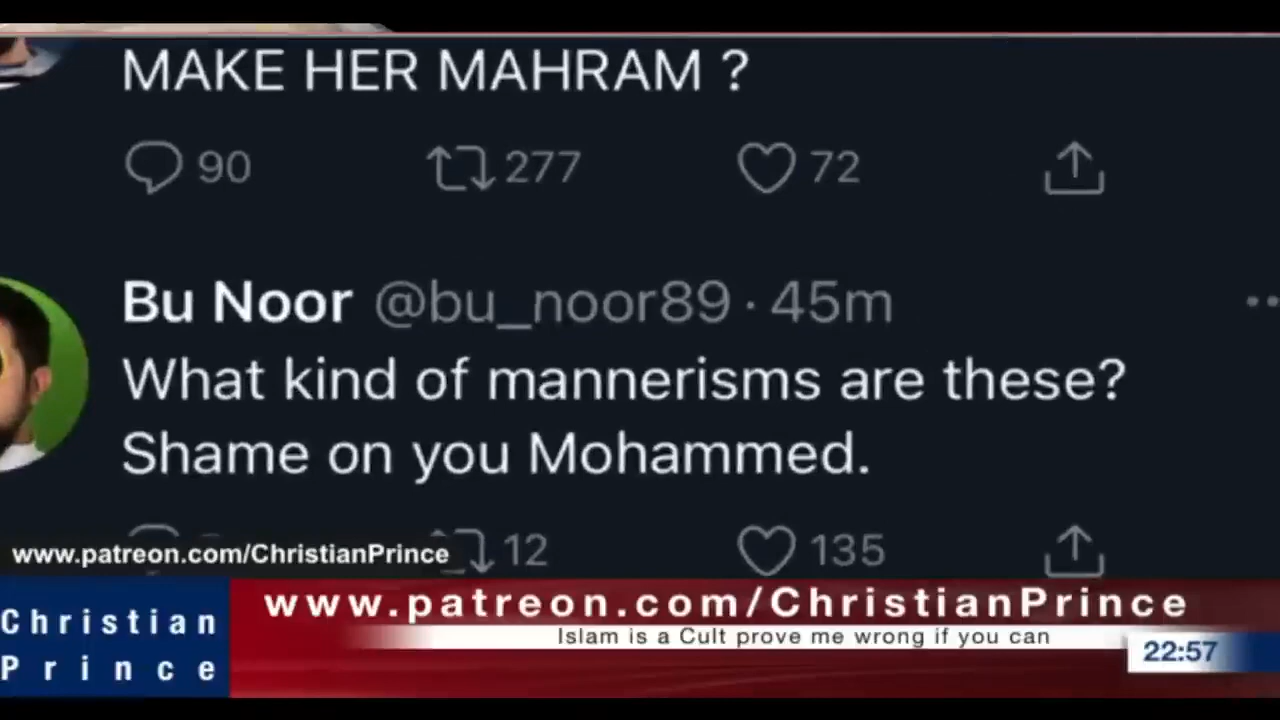 MAKE HER MAHRAM ?
90 277 72
Bu Noor @bu_noor89 · 45m
What kind of mannerisms are these?
Shame on you Mohammed.
12 135
www.patreon.com/ChristianPrince
Christian
Prince
www.patreon.com/ChristianPrince
Islam is a Cult prove me wrong if you can
22:57